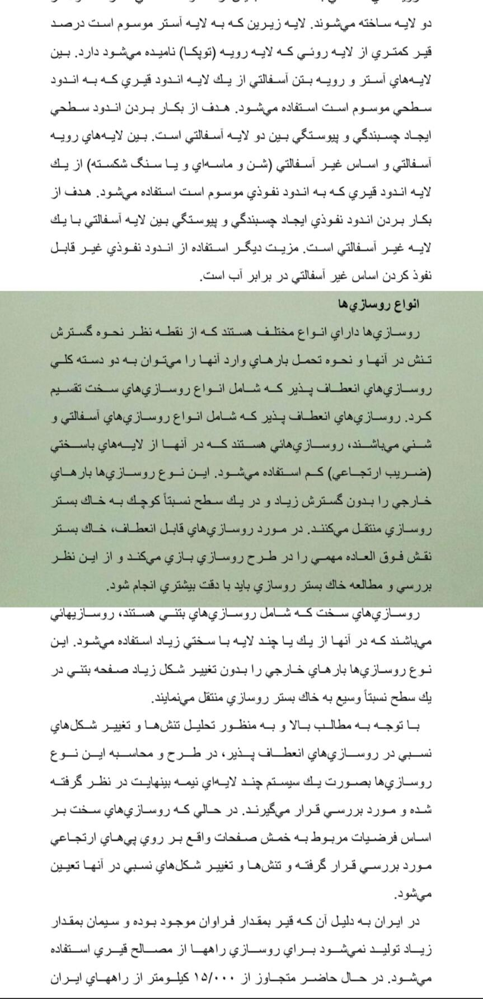 دو لايه ساخته مي‌شوند. لايه زيرين كه به لايه آستر موسوم است درصد
قير كمتري از لايه روئي كه لايه رويه (توپكا) ناميده مي‌شود دارد. بين
لايه‌هاي آستر و رويه بتن آسفالتي از يك لايه اندود قيري كه به اندود
سطحي موسوم است استفاده مي‌شود. هدف از بكار بردن اندود سطحي
ايجاد چسبندگي و پيوستگي بين دو لايه آسفالتي است. بين لايه‌هاي رويه
آسفالتي و اساس غير آسفالتي (شن و ماسه‌اي و يا سنگ شكسته) از يك
لايه اندود قيري كه به اندود نفوذي موسوم است استفاده مي‌شود. هدف از
بكار بردن اندود نفوذي ايجاد چسبندگي و پيوستگي بين لايه آسفالتي با يك
لايه غير آسفالتي است. مزيت ديگر استفاده از اندود نفوذي غير قابل
نفوذ كردن اساس غير آسفالتي در برابر آب است.
انواع روسازي‌ها
روسازي‌ها داراي انواع مختلف هستند كه از نقطه نظر نحوه گسترش
تنش در آنها و نحوه تحمل بارهاي وارد آنها را مي‌توان به دو دسته كلي
روسازي‌هاي انعطاف پذير كه شامل انواع روسازي‌هاي سخت تقسيم
كرد. روسازي‌هاي انعطاف پذير كه شامل انواع روسازي‌هاي آسفالتي و
شني مي‌باشند، روسازي‌هائي هستند كه در آنها از لايه‌هاي باسختي
(ضريب ارتجاعي) كم استفاده مي‌شود. اين نوع روسازي‌ها بارهاي
خارجي را بدون گسترش زياد و در يك سطح نسبتاً كوچك به خاك بستر
روسازي منتقل مي‌كنند. در مورد روسازي‌هاي قابل انعطاف، خاك بستر
نقش فوق العاده مهمي را در طرح روسازي بازي مي‌كند و از اين نظر
بررسي و مطالعه خاك بستر روسازي بايد با دقت بيشتري انجام شود.
روسازي‌هاي سخت كه شامل روسازي‌هاي بتني هستند، روسازيهائي
مي‌باشند كه در آنها از يك يا چند لايه با سختي زياد استفاده مي‌شود. اين
نوع روسازي‌ها بارهاي خارجي را بدون تغيير شكل زياد صفحه بتني در
يك سطح نسبتاً وسيع به خاك بستر روسازي منتقل مي‌نمايند.
با توجه به مطالب بالا و به منظور تحليل تنش‌ها و تغيير شكل‌هاي
نسبي در روسازي‌هاي انعطاف پذير، در طرح و محاسبه اين نوع
روسازي‌ها بصورت يك سيستم چند لايه‌اي نيمه بينهايت در نظر گرفته
شده و مورد بررسي قرار مي‌گيرند. در حالي كه روسازي‌هاي سخت بر
اساس فرضيات مربوط به خمش صفحات واقع بر روي پي‌هاي ارتجاعي
مورد بررسي قرار گرفته و تنش‌ها و تغيير شكل‌هاي نسبي در آنها تعيين
مي‌شود.
در ايران به دليل آن كه قير بمقدار فراوان موجود بوده و سيمان بمقدار
زياد توليد نمي‌شود براي روسازي راهها از مصالح قيري استفاده
مي‌شود. در حال حاضر متجاوز از ۱۵/۰۰۰ كيلومتر از راههاي ايران